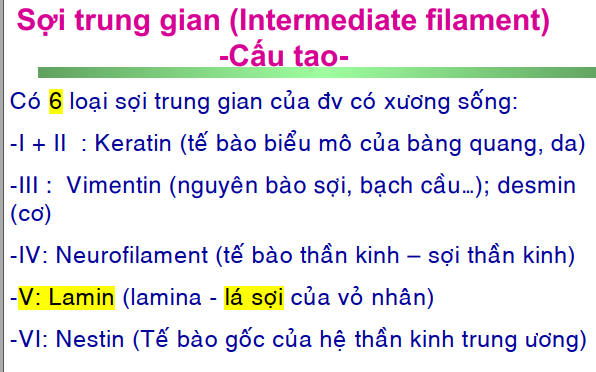 Sợi trung gian (Intermediate filament)
-Cấu tạo-
Có 6 loại sợi trung gian của đv có xương sống:
-I + II : Keratin (tế bào biểu mô của bàng quang, da)
-III : Vimentin (nguyên bào sợi, bạch cầu…); desmin
(cơ)
-IV: Neurofilament (tế bào thần kinh – sợi thần kinh)
-V: Lamin (lamina - lá sợi của vỏ nhân)
-VI: Nestin (Tế bào gốc của hệ thần kinh trung ương)